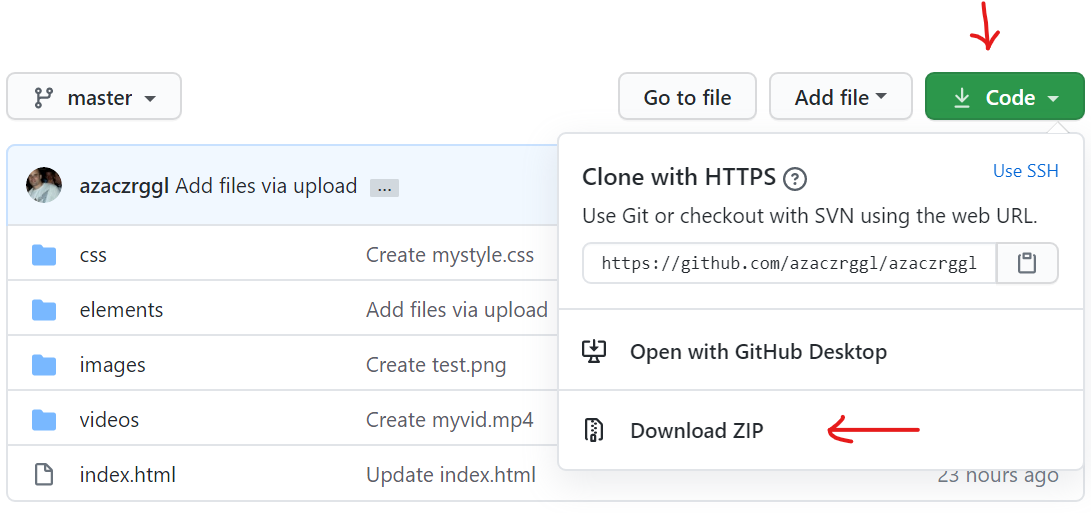 master
Go to file
Add file
Code
azaczrggl Add files via upload ...
Clone with HTTPS ?
Use SSH
Use Git or checkout with SVN using the web URL.
https://github.com/azaczrggl/azaczrggl
Open with GitHub Desktop
Download ZIP
css Create mystyle.css
elements Add files via upload
images Create test.png
videos Create myvid.mp4
index.html Update index.html 23 hours ago